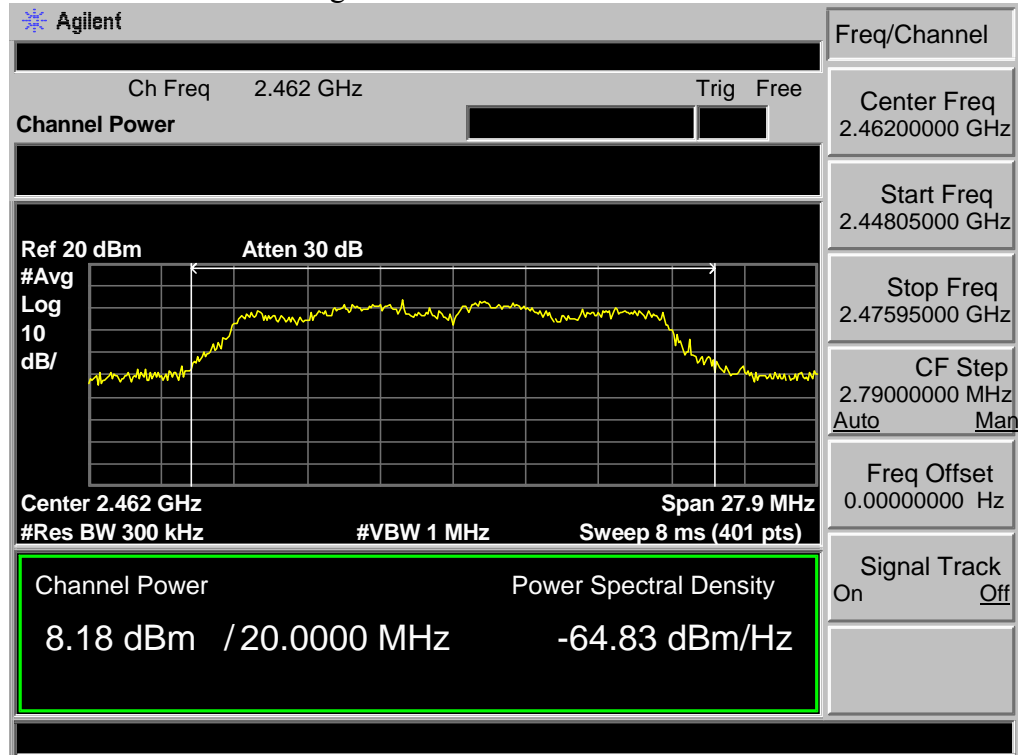 Agilent
Freq/Channel
Ch Freq 2.462 GHz Trig Free
Channel Power
Center Freq
2.46200000 GHz
Start Freq
2.44805000 GHz
Stop Freq
2.47595000 GHz
CF Step
2.79000000 MHz
Auto Man
Freq Offset
0.00000000 Hz
Signal Track
On Off
Ref 20 dBm Atten 30 dB
#Avg
Log
10
dB/
Center 2.462 GHz Span 27.9 MHz
#Res BW 300 kHz #VBW 1 MHz Sweep 8 ms (401 pts)
Channel Power Power Spectral Density
8.18 dBm / 20.0000 MHz -64.83 dBm/Hz